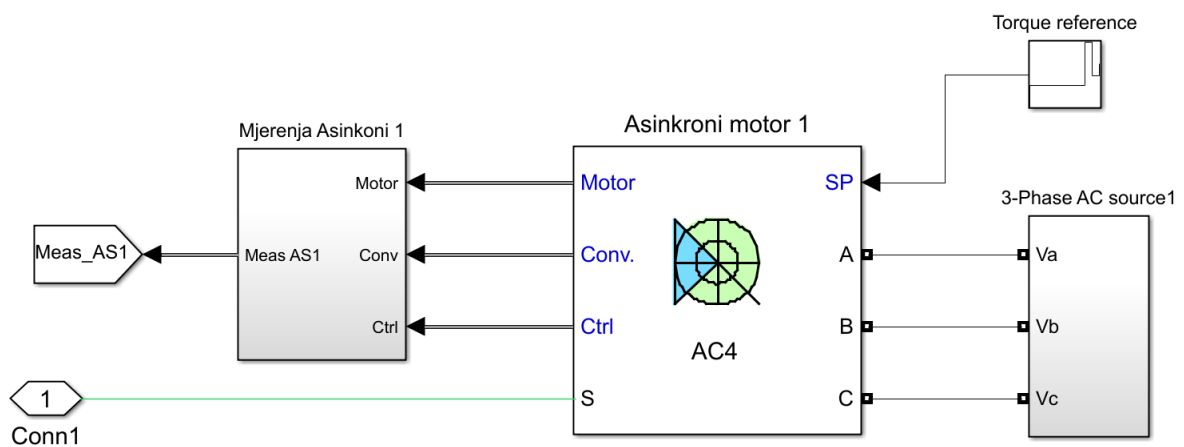 Torque reference
Asinkroni motor 1
Mjerenja Asinkoni 1
Motor
Motor
SP
3-Phase AC source1
Meas_AS1
Meas AS1
Conv
Conv.
A
Va
Ctrl
Ctrl
B
Vb
AC4
1
S
C
Vc
Conn1